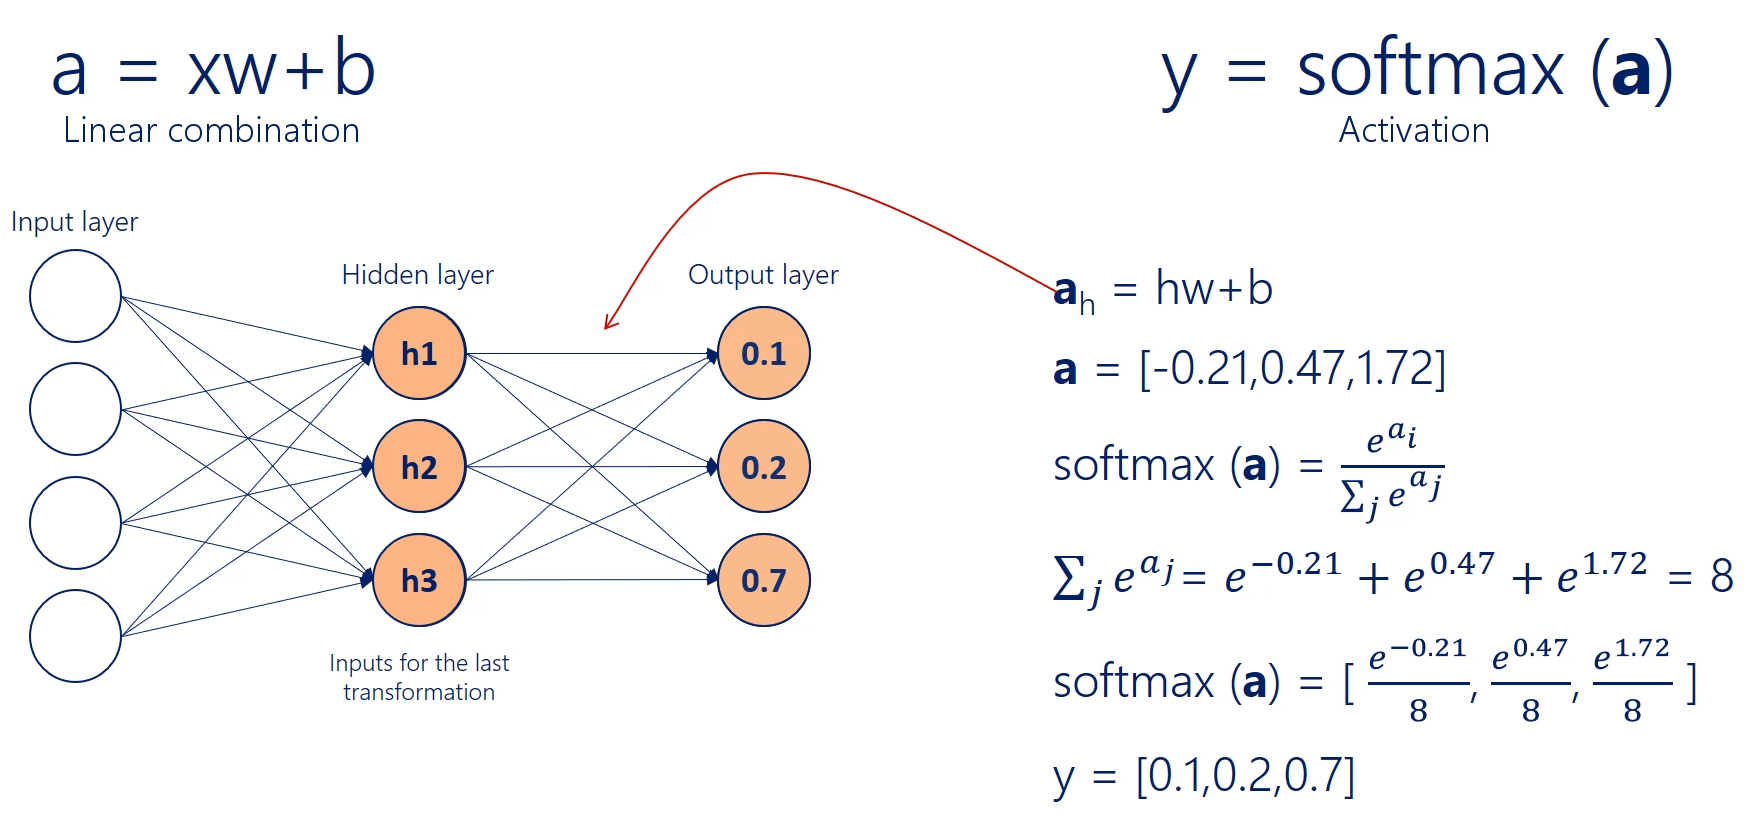 a = xw+b
Linear combination
y = softmax (a)
Activation
Input layer
Hidden layer
Output layer
h1
h2
h3
0.1
0.2
0.7
Inputs for the last
transformation
aₕ = hw+b
a = [-0.21,0.47,1.72]
softmax (a) = e^{a_i} / ∑_j e^{a_j}
∑_j e^{a_j} = e^{−0.21} + e^{0.47} + e^{1.72} = 8
softmax (a) = [ e^{−0.21}/8, e^{0.47}/8, e^{1.72}/8 ]
y = [0.1,0.2,0.7]